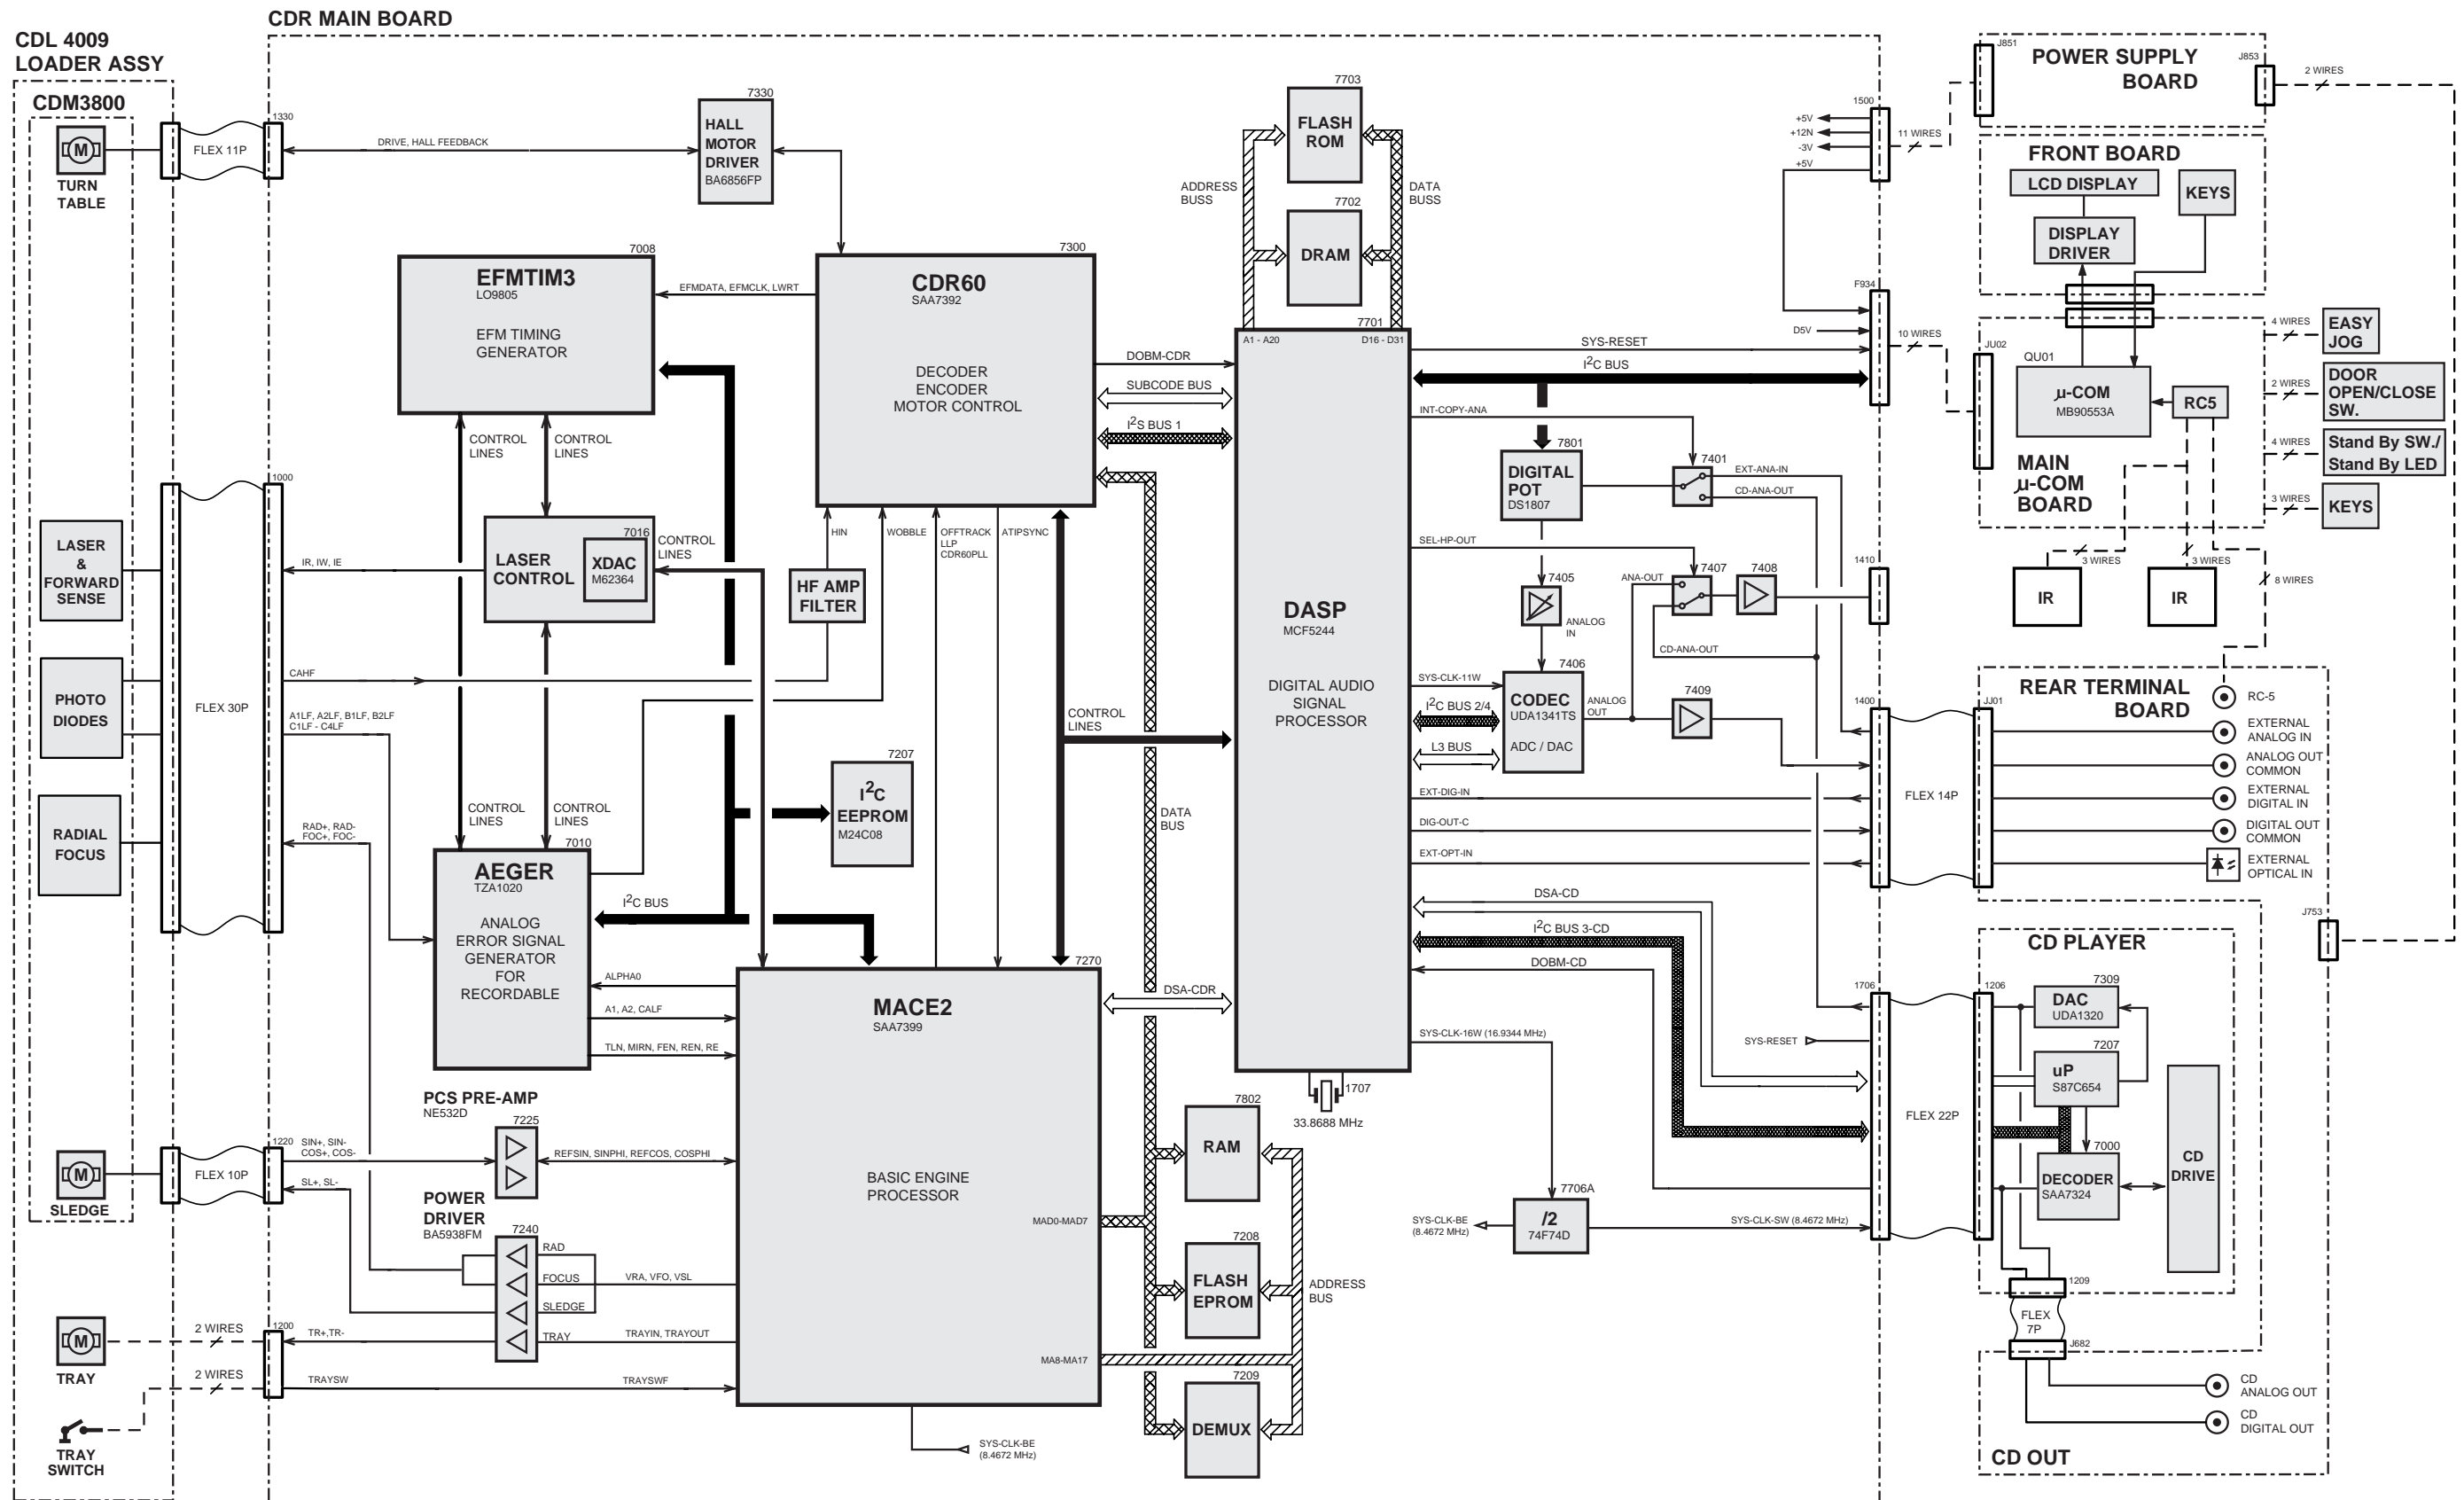 CDR MAIN BOARD
CDL 4009
LOADER ASSY
CDM3800
M
TURN
TABLE
FLEX 11P
1330
DRIVE, HALL FEEDBACK
7330
HALL
MOTOR
DRIVER
BA6856FP
LASER
&
FORWARD
SENSE
PHOTO
DIODES
RADIAL
FOCUS
FLEX 30P
1000
IR, IW, IE
CAHF
A1LF, A2LF, B1LF, B2LF
C1LF - C4LF
RAD+, RAD-
FOC+, FOC-
M
SLEDGE
FLEX 10P
1220
SIN+, SIN-
COS+, COS-
SL+, SL-
M
TRAY
2 WIRES
1200
TR+,TR-
2 WIRES
TRAYSW
TRAYSWF
TRAY
SWITCH
7008
EFMTIM3
LO9805
EFM TIMING
GENERATOR
EFMDATA, EFMCLK, LWRT
CONTROL
LINES
CONTROL
LINES
7016
LASER
CONTROL
XDAC
M62364
CONTROL
LINES
CONTROL
LINES
CONTROL
LINES
7010
AEGER
TZA1020
ANALOG
ERROR SIGNAL
GENERATOR
FOR
RECORDABLE
I2C BUS
ALPHA0
A1, A2, CALF
TLN, MIRN, FEN, REN, RE
PCS PRE-AMP
NE532D
7225
REFSIN, SINPHI, REFCOS, COSPHI
POWER
DRIVER
BA5938FM
7240
RAD
FOCUS
SLEDGE
TRAY
VRA, VFO, VSL
TRAYIN, TRAYOUT
7300
CDR60
SAA7392
DECODER
ENCODER
MOTOR CONTROL
HIN
WOBBLE
OFFTRACK
LLP
CDR60PLL
ATIPSYNC
HF AMP
FILTER
7207
I2C
EEPROM
M24C08
7270
MACE2
SAA7399
BASIC ENGINE
PROCESSOR
MAD0-MAD7
MA8-MA17
SYS-CLK-BE
(8.4672 MHz)
DOBM-CDR
SUBCODE BUS
I2S BUS 1
CONTROL
LINES
DATA
BUS
DSA-CDR
7802
RAM
7208
FLASH
EPROM
ADDRESS
BUS
7209
DEMUX
7703
FLASH
ROM
ADDRESS
BUSS
DATA
BUSS
7702
DRAM
7701
A1 - A20
D16 - D31
DASP
MCF5244
DIGITAL AUDIO
SIGNAL
PROCESSOR
1707
33.8688 MHz
SYS-RESET
I2C BUS
INT-COPY-ANA
7801
DIGITAL
POT
DS1807
7401
EXT-ANA-IN
CD-ANA-OUT
SEL-HP-OUT
7405
ANALOG
IN
ANA-OUT
7407
7408
CD-ANA-OUT
7406
SYS-CLK-11W
CODEC
UDA1341TS
ADC / DAC
I2C BUS 2/4
L3 BUS
ANALOG
OUT
7409
EXT-DIG-IN
DIG-OUT-C
EXT-OPT-IN
DSA-CD
I2C BUS 3-CD
DOBM-CD
SYS-CLK-16W (16.9344 MHz)
SYS-RESET
7706A
/2
74F74D
SYS-CLK-BE
(8.4672 MHz)
SYS-CLK-SW (8.4672 MHz)
1500
+5V
+12N
-3V
+5V
11 WIRES
F934
D5V
10 WIRES
1410
1400
1706
FLEX 14P
FLEX 22P
J851
POWER SUPPLY
BOARD
J853
2 WIRES
FRONT BOARD
LCD DISPLAY
KEYS
DISPLAY
DRIVER
JU02
QU01
µ-COM
MB90553A
RC5
MAIN
µ-COM
BOARD
4 WIRES
EASY
JOG
2 WIRES
DOOR
OPEN/CLOSE
SW.
4 WIRES
Stand By SW./
Stand By LED
3 WIRES
KEYS
3 WIRES
3 WIRES
8 WIRES
IR
IR
REAR TERMINAL
BOARD
JJ01
RC-5
EXTERNAL
ANALOG IN
ANALOG OUT
COMMON
EXTERNAL
DIGITAL IN
DIGITAL OUT
COMMON
EXTERNAL
OPTICAL IN
J753
CD PLAYER
1206
7309
DAC
UDA1320
7207
uP
S87C654
7000
DECODER
SAA7324
CD
DRIVE
1209
FLEX
7P
J682
CD
ANALOG OUT
CD
DIGITAL OUT
CD OUT